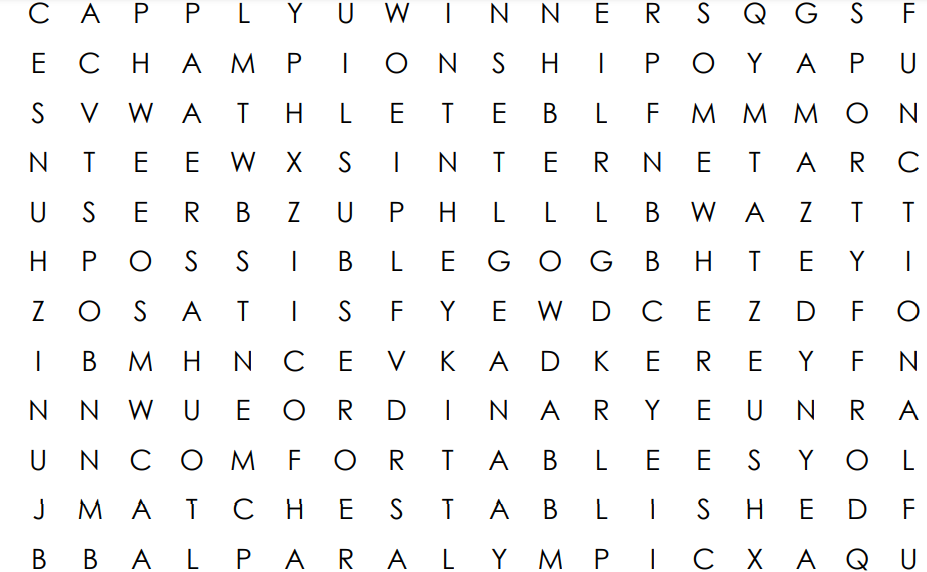 C A P P L Y U W I N N E R S Q G S F
E C H A M P I O N S H I P O Y A P U
S V W A T H L E T E B L F M M M O N
N T E E W X S I N T E R N E T A R C
U S E R B Z U P H L L L B W A Z T T
H P O S S I B L E G O G B H T E Y I
Z O S A T I S F Y E W D C E Z D F O
I B M H N C E V K A D K E R E Y F N
N N W U E O R D I N A R Y E U N R A
U N C O M F O R T A B L E E S Y O L
J M A T C H E S T A B L I S H E D F
B B A L P A R A L Y M P I C X A Q U